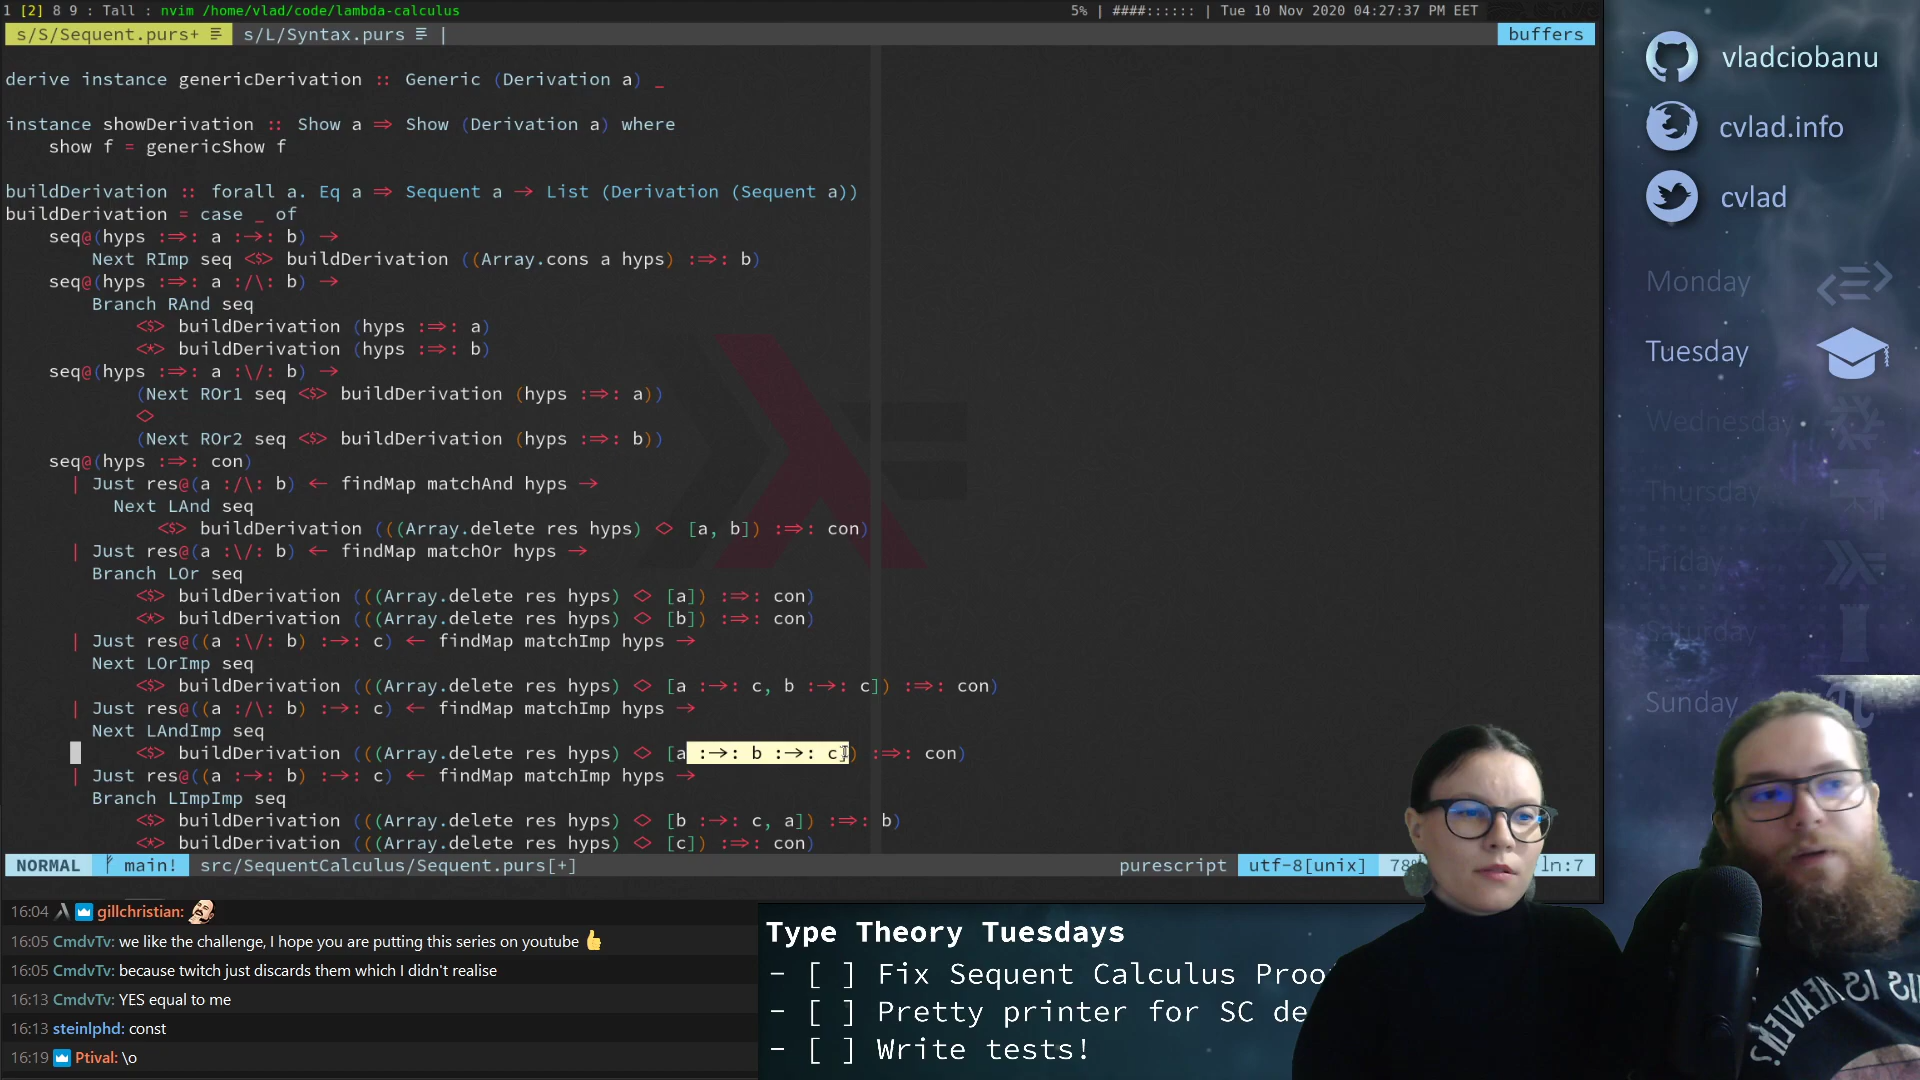 1 [2] 8 9 : Tall : nvim /home/vlad/code/lambda-calculus
5% | ####:::::: | Tue 10 Nov 2020 04:27:37 PM EET
s/S/Sequent.purs+ s/L/Syntax.purs |
buffers
derive instance genericDerivation :: Generic (Derivation a) _
instance showDerivation :: Show a ⇒ Show (Derivation a) where
show f = genericShow f
buildDerivation :: forall a. Eq a ⇒ Sequent a → List (Derivation (Sequent a))
buildDerivation = case _ of
seq@(hyps :⇒: a :→: b) →
Next RImp seq <$> buildDerivation ((Array.cons a hyps) :⇒: b)
seq@(hyps :⇒: a :/\: b) →
Branch RAnd seq
<$> buildDerivation (hyps :⇒: a)
<*> buildDerivation (hyps :⇒: b)
seq@(hyps :⇒: a :\/: b) →
(Next ROr1 seq <$> buildDerivation (hyps :⇒: a))
<>
(Next ROr2 seq <$> buildDerivation (hyps :⇒: b))
seq@(hyps :⇒: con)
| Just res@(a :/\: b) ← findMap matchAnd hyps →
Next LAnd seq
<$> buildDerivation (((Array.delete res hyps) <> [a, b]) :⇒: con)
| Just res@(a :\/: b) ← findMap matchOr hyps →
Branch LOr seq
<$> buildDerivation (((Array.delete res hyps) <> [a]) :⇒: con)
<*> buildDerivation (((Array.delete res hyps) <> [b]) :⇒: con)
| Just res@((a :\/: b) :→: c) ← findMap matchImp hyps →
Next LOrImp seq
<$> buildDerivation (((Array.delete res hyps) <> [a :→: c, b :→: c]) :⇒: con)
| Just res@((a :/\: b) :→: c) ← findMap matchImp hyps →
Next LAndImp seq
<$> buildDerivation (((Array.delete res hyps) <> [a :→: b :→: c]) :⇒: con)
| Just res@((a :→: b) :→: c) ← findMap matchImp hyps →
Branch LImpImp seq
<$> buildDerivation (((Array.delete res hyps) <> [b :→: c, a]) :⇒: b)
<*> buildDerivation (((Array.delete res hyps) <> [c]) :⇒: con)
NORMAL main! src/SequentCalculus/Sequent.purs[+]
purescript utf-8[unix] 78% ln:7
16:04 gillchristian:
16:05 CmdvTv: we like the challenge, I hope you are putting this series on youtube
16:05 CmdvTv: because twitch just discards them which I didn't realise
16:13 CmdvTv: YES equal to me
16:13 steinlphd: const
16:19 Ptival: \o
Type Theory Tuesdays
- [ ] Fix Sequent Calculus
- [ ] Pretty printer for SC
- [ ] Write tests!
vladciobanu
cvlad.info
cvlad
Monday
Tuesday
Wednesday
Thursday
Friday
Saturday
Sunday